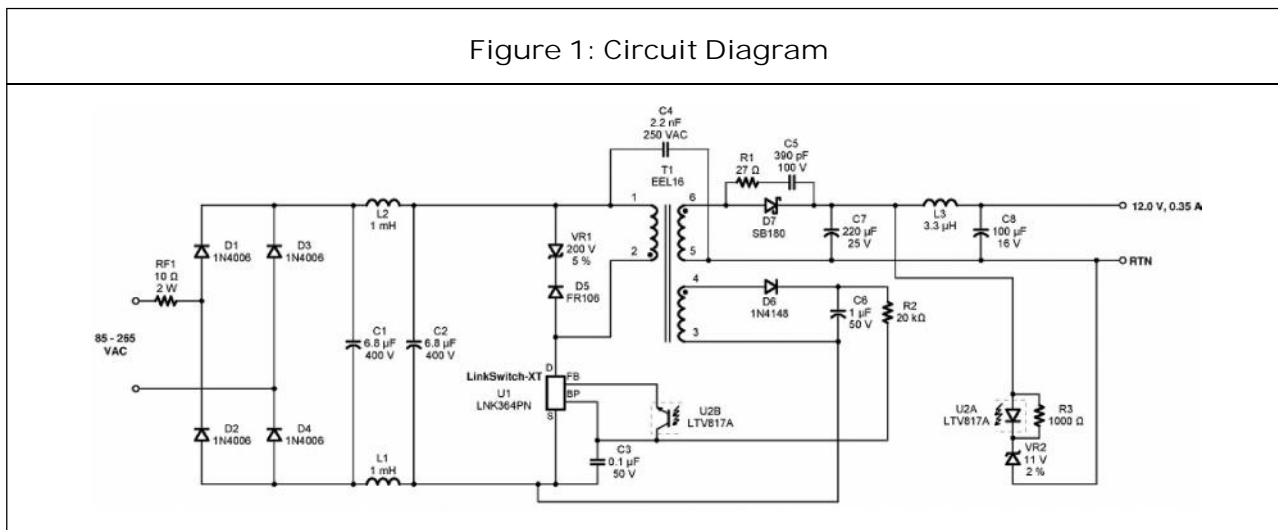 Figure 1: Circuit Diagram
C4
2.2 nF
250 VAC
T1
EEL16
R1
27 Ω
C5
390 pF
100 V
1
2
6
5
4
3
D7
SB180
L3
3.3 µH
12.0 V, 0.35 A
RTN
C7
220 µF
25 V
C8
100 µF
16 V
L2
1 mH
VR1
200 V
5 %
D5
FR106
D1
1N4006
D3
1N4006
RF1
10 Ω
2 W
85 - 265
VAC
C1
6.8 µF
400 V
C2
6.8 µF
400 V
D6
1N4148
C6
1 µF
50 V
R2
20 kΩ
LinkSwitch-XT
U1
LNK364PN
D
FB
BP
S
U2B
LTV817A
U2A
LTV817A
R3
1000 Ω
VR2
11 V
2 %
D2
1N4006
D4
1N4006
L1
1 mH
C3
0.1 µF
50 V